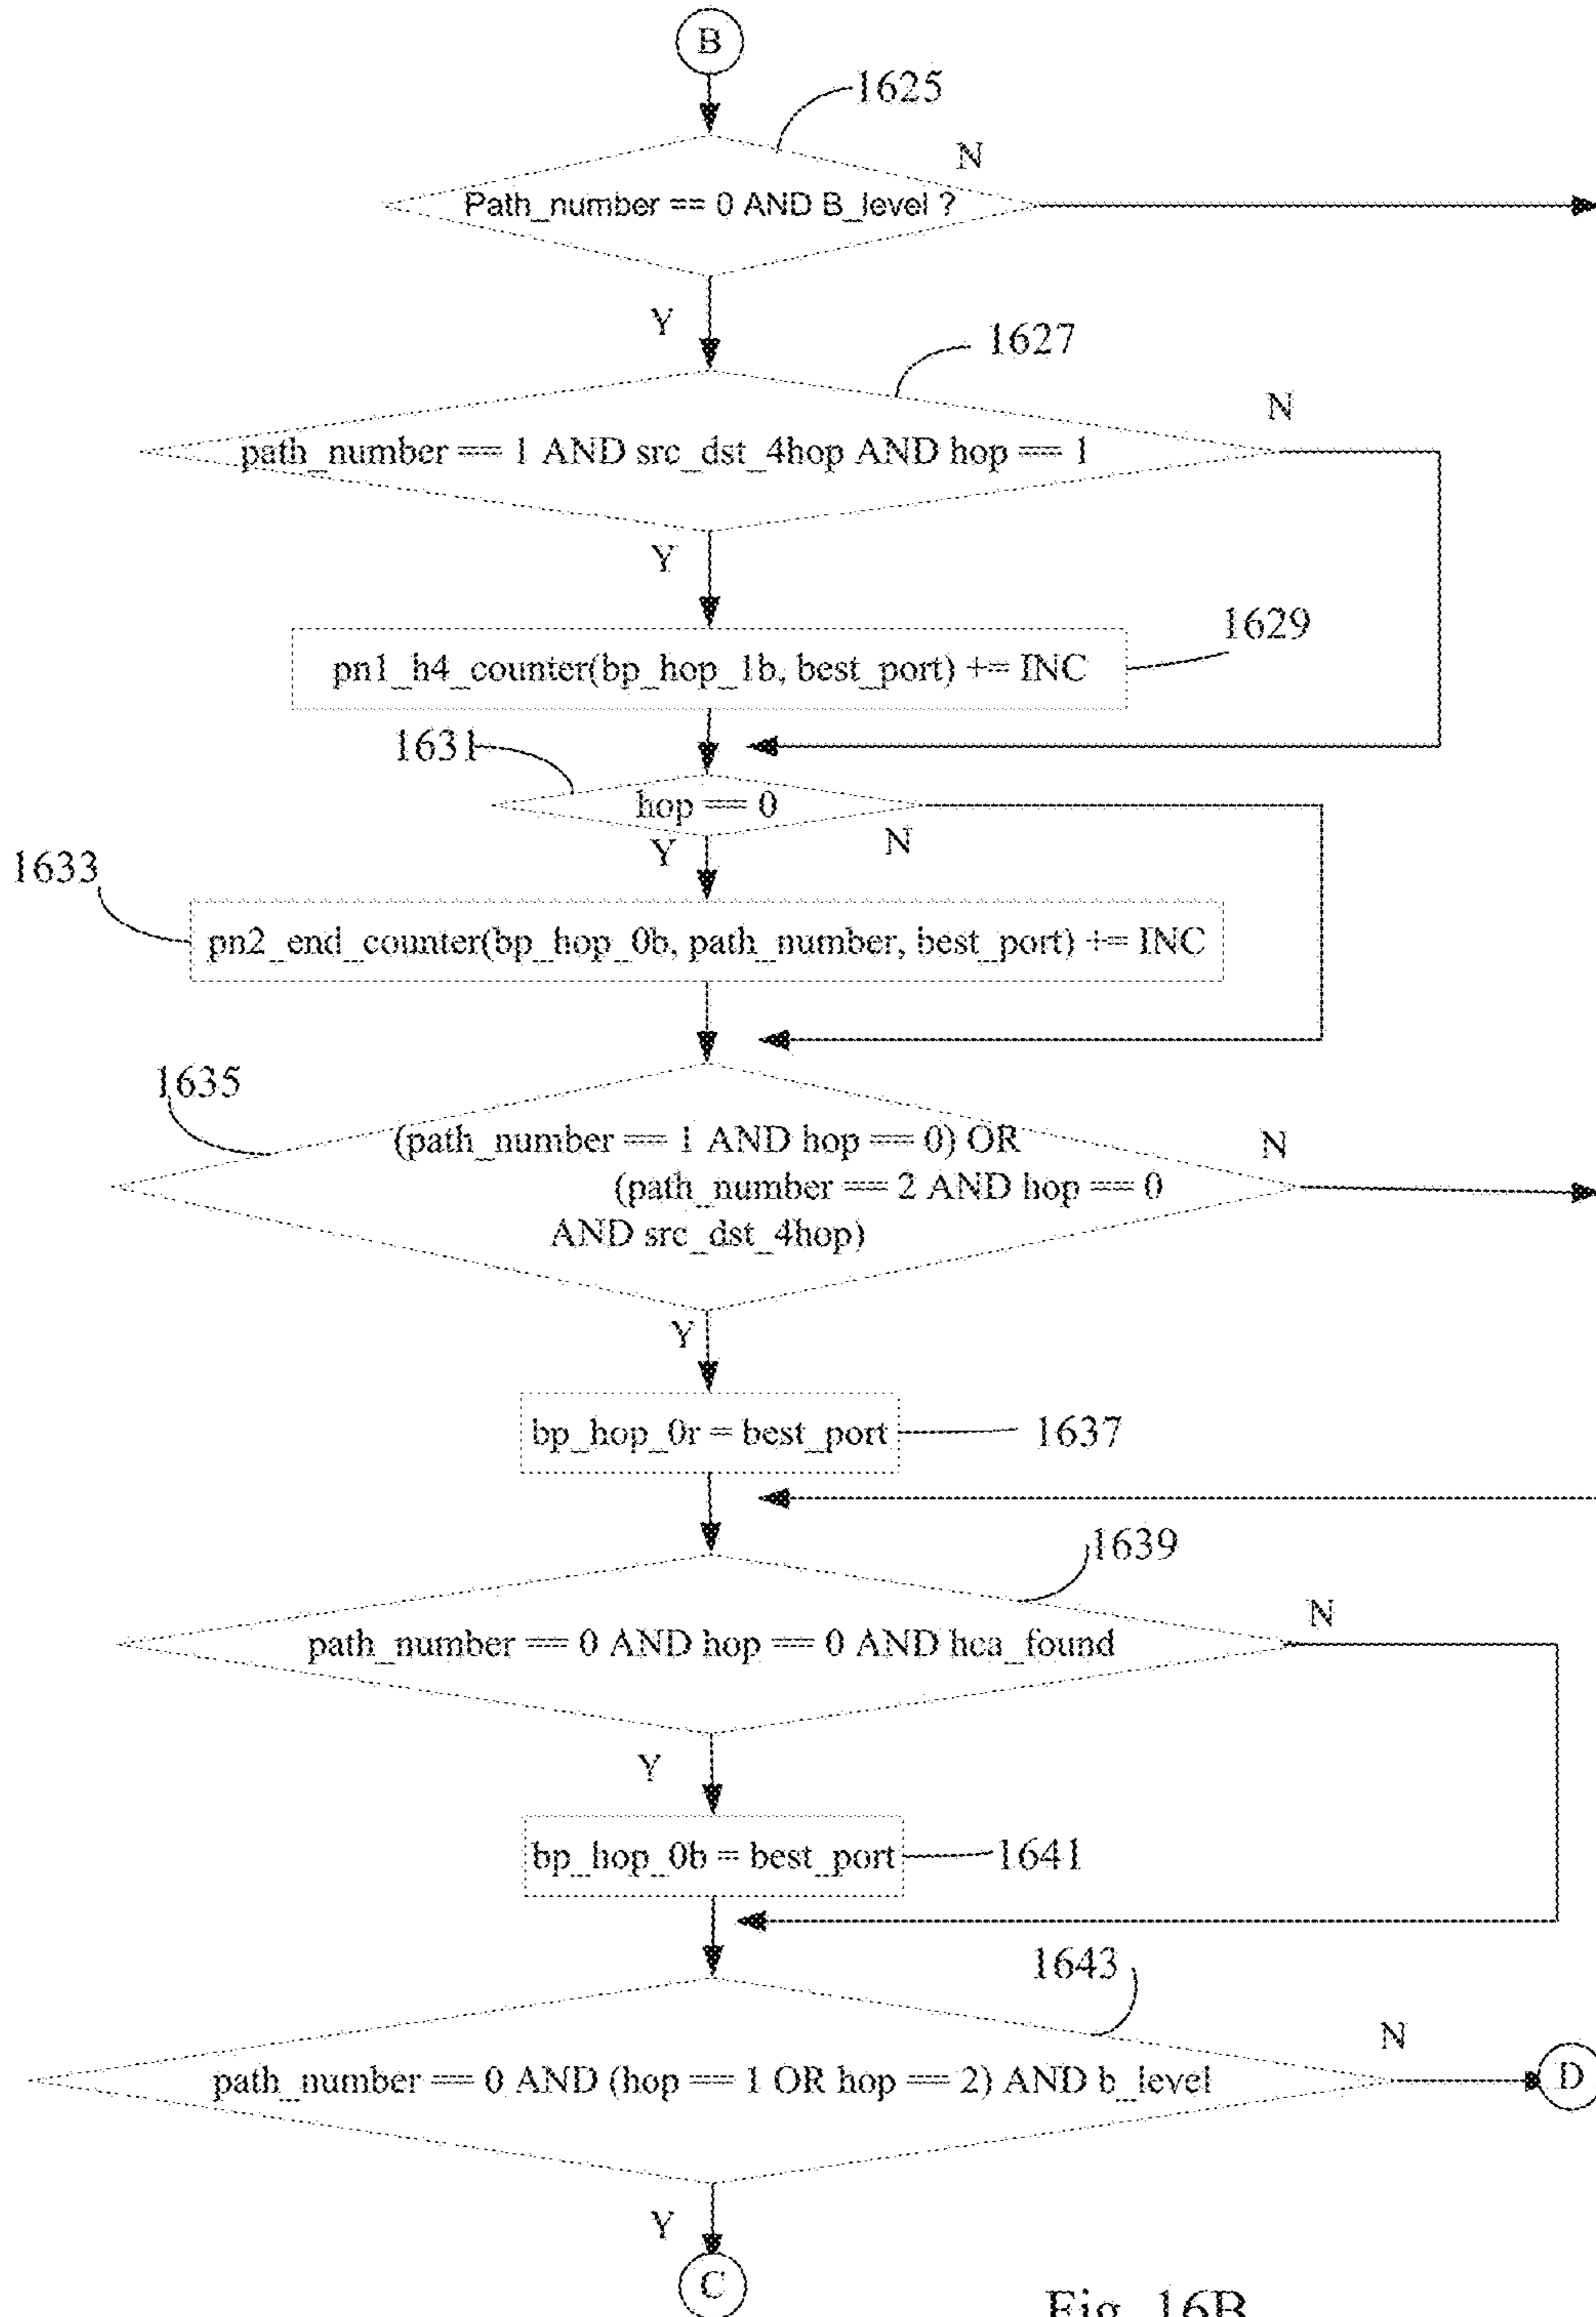 B
1625
N
Path_number == 0 AND B_level ?
Y
1627
N
path_number == 1 AND src_dst_4hop AND hop == 1
Y
1629
pn1_h4_counter(bp_hop_1b, best_port) += INC
1631
hop == 0
Y
N
1633
pn2_end_counter(bp_hop_0b, path_number, best_port) += INC
1635
(path_number == 1 AND hop == 0) OR
N
(path_number == 2 AND hop == 0
AND src_dst_4hop)
Y
bp_hop_0r = best_port
1637
1639
N
path_number == 0 AND hop == 0 AND hca_found
Y
bp_hop_0b = best_port
1641
1643
N
path_number == 0 AND (hop == 1 OR hop == 2) AND b_level
D
Y
C
Fig. 16B